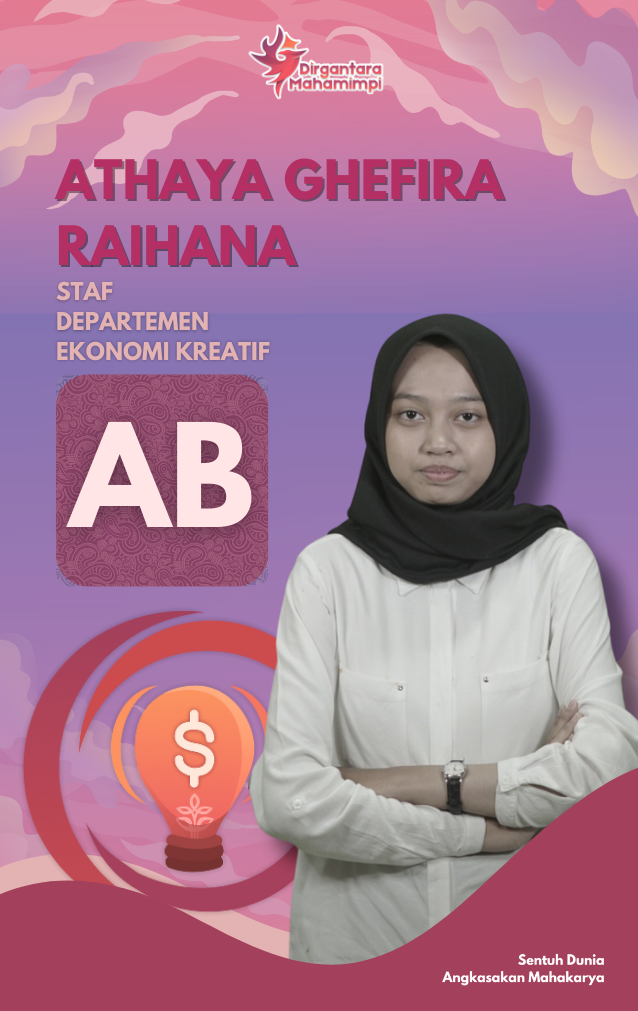 Dirgantara
Mahamimpi
ATHAYA GHEFIRA
RAIHANA
STAF
DEPARTEMEN
EKONOMI KREATIF
AB
$
Sentuh Dunia
Angkasakan Mahakarya